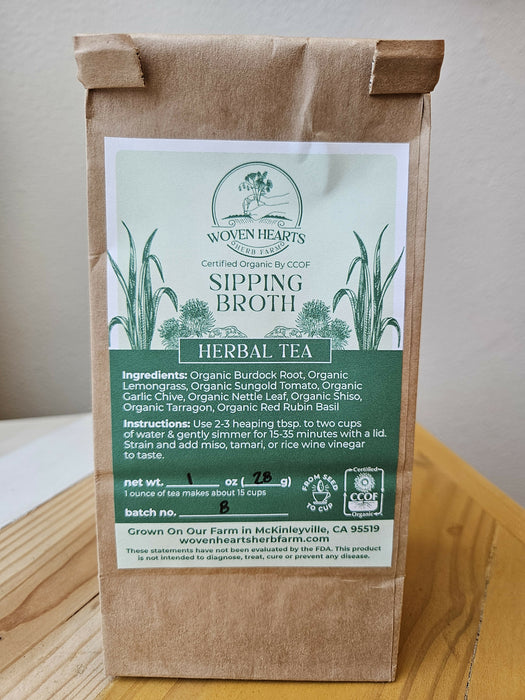 WOVEN HEARTS
HERB FARM
Certified Organic By CCOF
SIPPING
BROTH
HERBAL TEA
Ingredients: Organic Burdock Root, Organic
Lemongrass, Organic Sungold Tomato, Organic
Garlic Chive, Organic Nettle Leaf, Organic Shiso,
Organic Tarragon, Organic Red Rubin Basil
Instructions: Use 2-3 heaping tbsp. to two cups
of water & gently simmer for 15-35 minutes with a lid.
Strain and add miso, tamari, or rice wine vinegar
to taste.
net wt. 1 oz (28 g)
1 ounce of tea makes about 15 cups
batch no. B
FROM SEED
TO CUP
Certified
CCOF
Organic
Grown On Our Farm in McKinleyville, CA 95519
wovenheartsherbfarm.com
These statements have not been evaluated by the FDA. This product
is not intended to diagnose, treat, cure or prevent any disease.